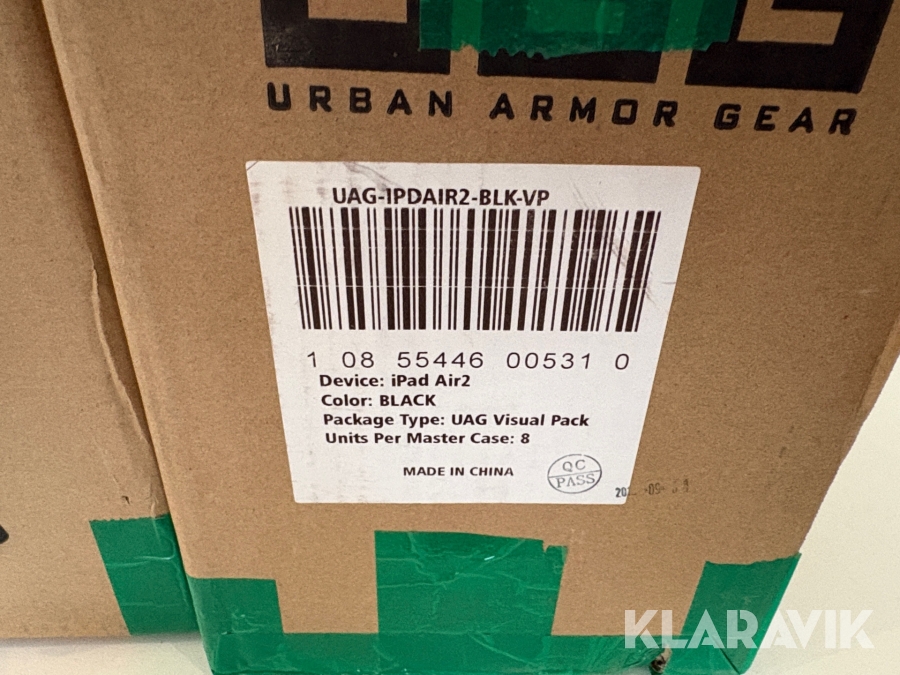 URBAN ARMOR GEAR
UAG-IPDAIR2-BLK-VP
1 08 55446 00531 0
Device: iPad Air2
Color: BLACK
Package Type: UAG Visual Pack
Units Per Master Case: 8
MADE IN CHINA
QC
PASS
KLARAVIK